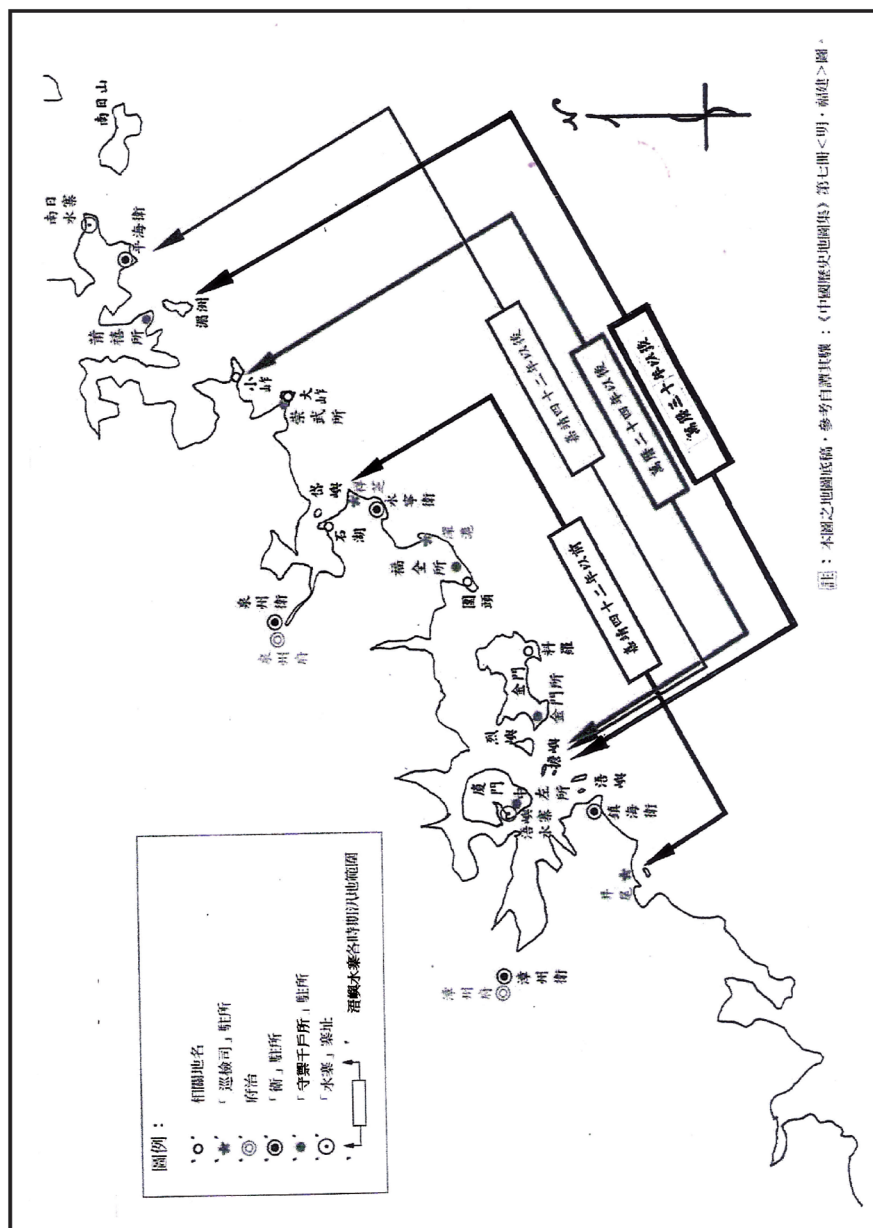 南日山
南日水寨
平海衛
湄洲
莆禧所
小岞
大岞
崇武所
岱嶼
祥芝
永寧衛
石湖
深滬
福全所
圍頭
泉州衛
泉州府
料羅
金門
金門所
烈嶼
擔嶼
廈門
中左所
浯嶼
浯嶼水寨
鎮海衛
井尾
漳州府
漳州衛
嘉靖四十二年以後
萬曆二十四年以後
萬曆三十年以後
嘉靖四十二年以前
N
圖例：
相關地名
「巡檢司」駐所
府治
「衛」駐所
「守禦千戶所」駐所
「水寨」寨址
浯嶼水寨各時期汛地範圍
註：本圖之地圖底稿，參考自譚其驤：《中國歷史地圖集》第七冊<明・福建>圖。